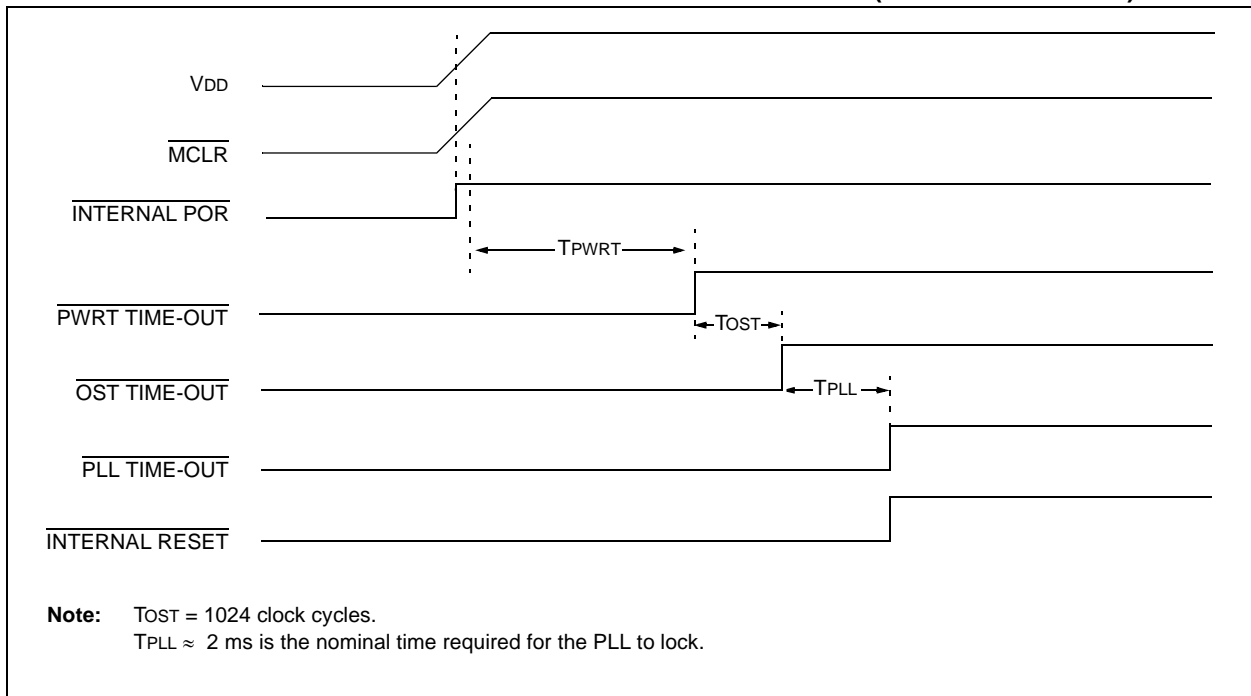 VDD
MCLR
INTERNAL POR
TPWRT
PWRT TIME-OUT
TOST
OST TIME-OUT
TPLL
PLL TIME-OUT
INTERNAL RESET
Note: TOST = 1024 clock cycles.
TPLL ≈ 2 ms is the nominal time required for the PLL to lock.